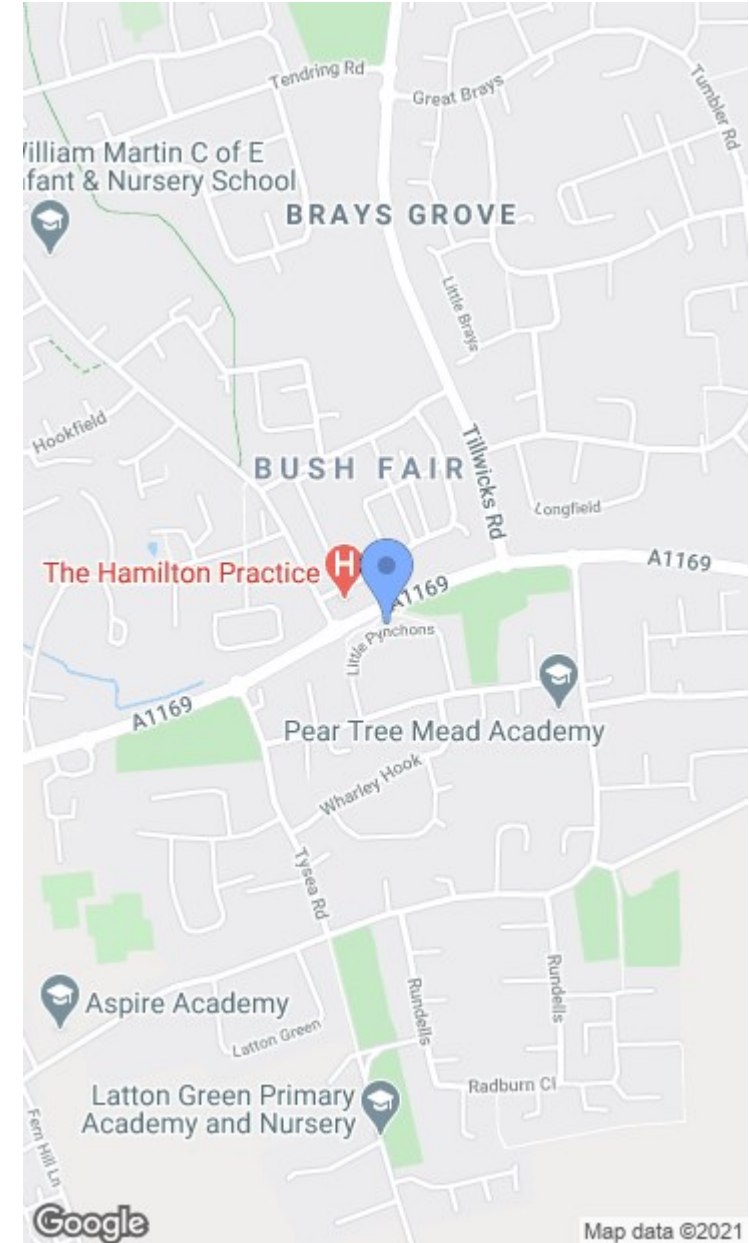 Tendring Rd
Great Brays
Tumbler Rd
William Martin C of E
nfant & Nursery School
BRAYS GROVE
Little Brays
Hookfield
Tillwicks Rd
BUSH FAIR
Longfield
The Hamilton Practice
H
A1169
A1169
Little Pynchons
A1169
Pear Tree Mead Academy
Wharley Hook
Tysea Rd
Aspire Academy
Rundells
Rundells
Latton Green
Radburn Cl
Latton Green Primary
Academy and Nursery
Fern Hill Ln
Google
Map data ©2021